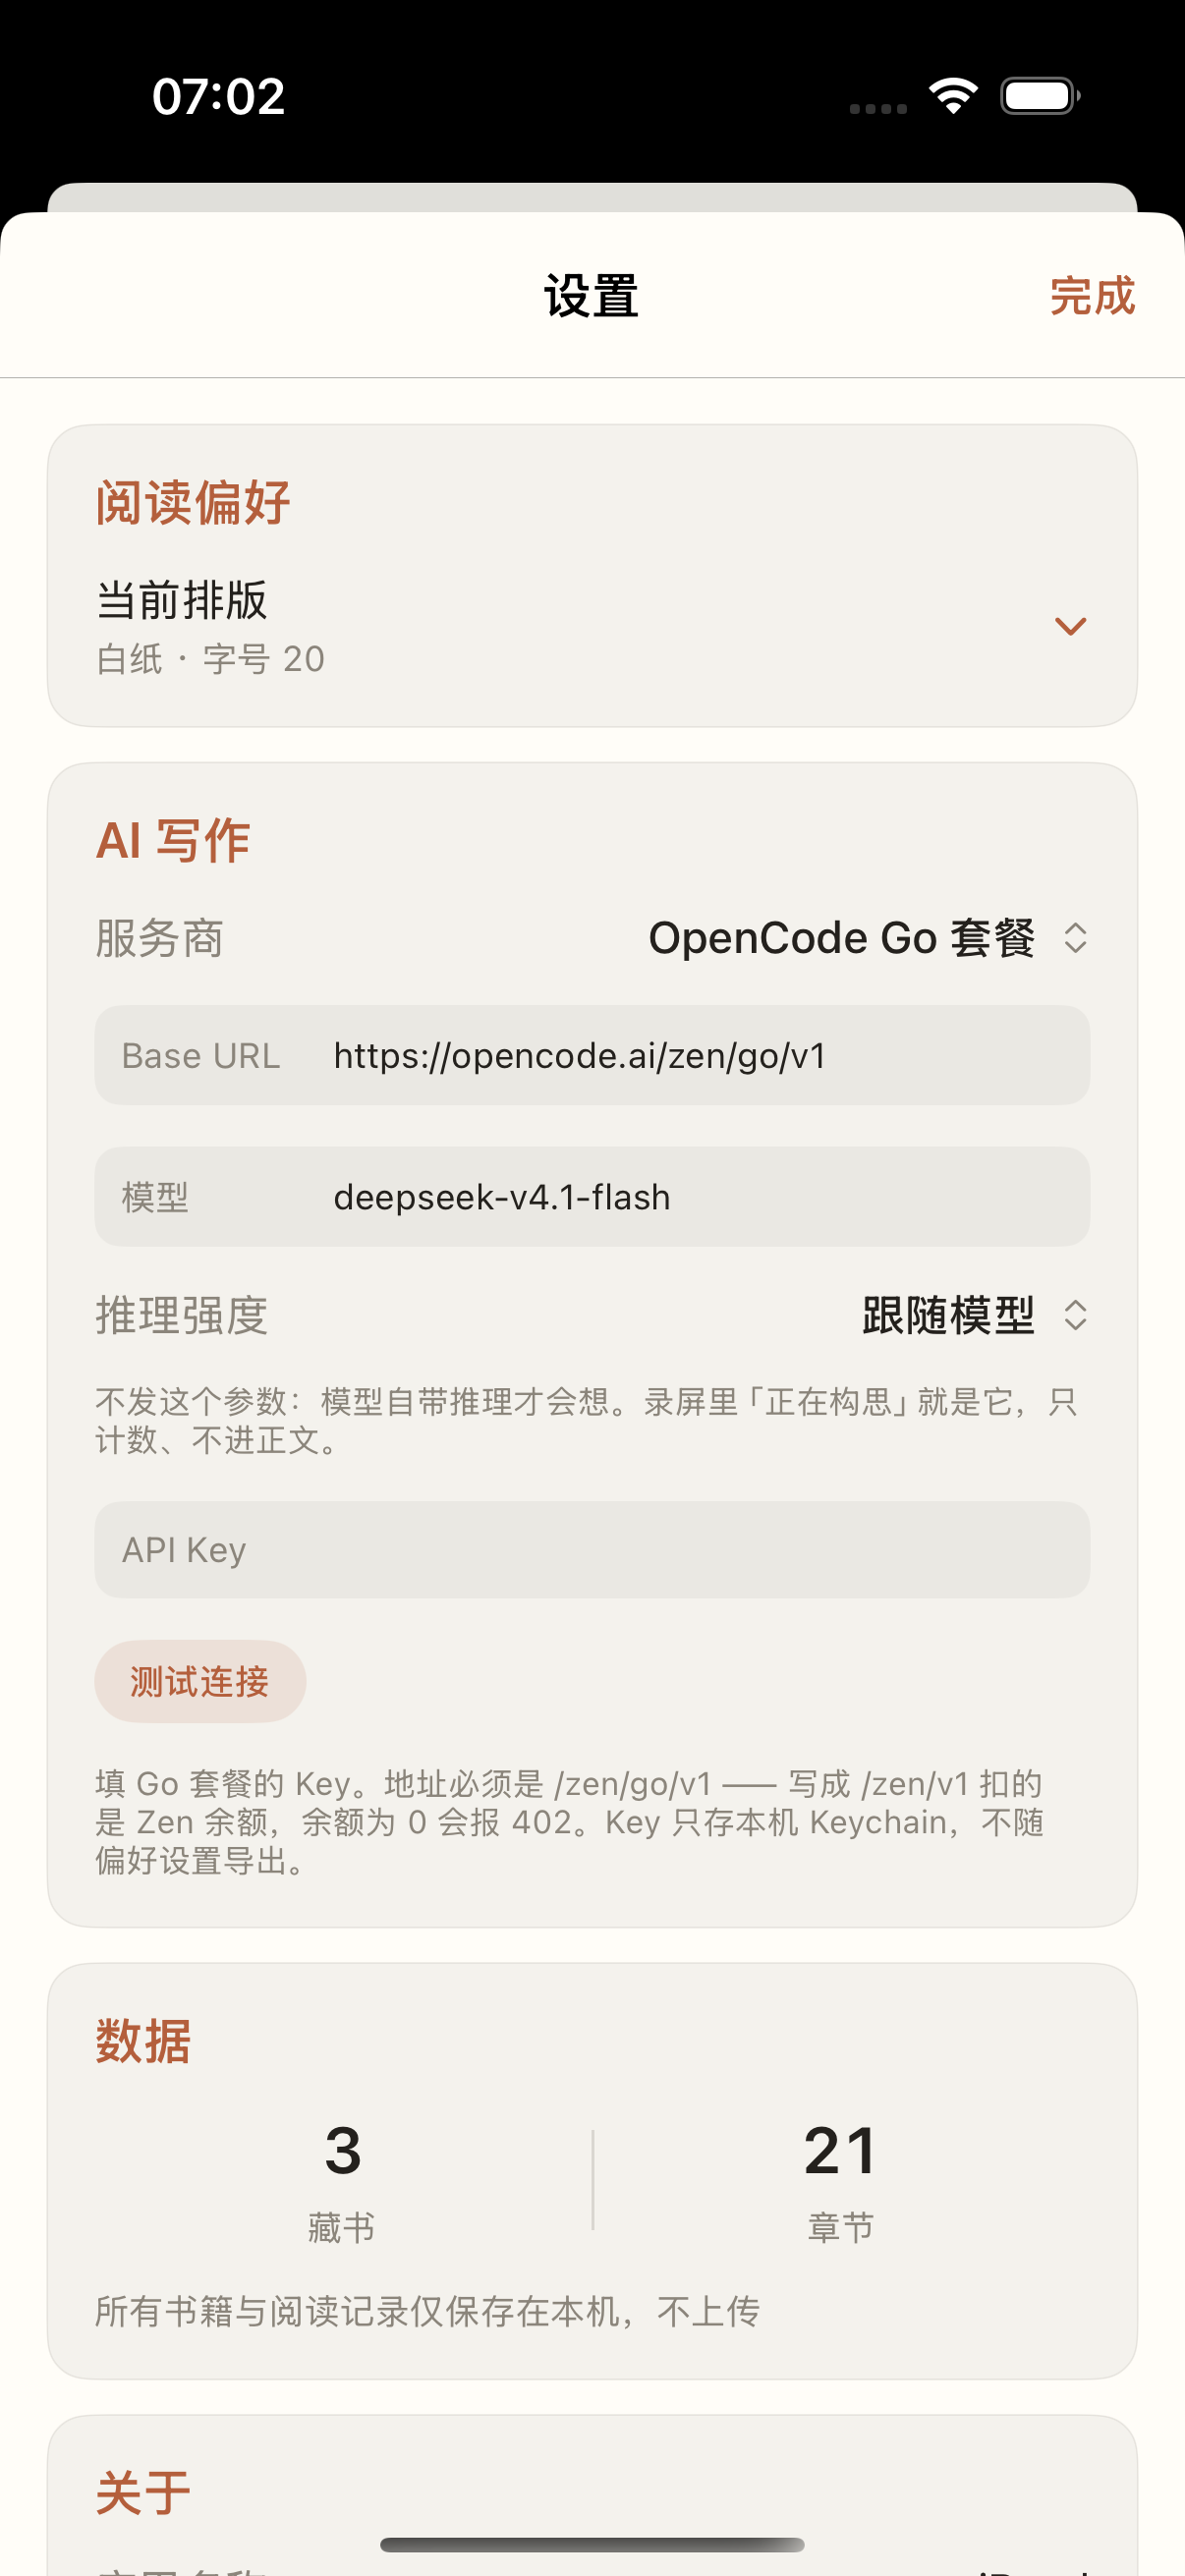 07:02
设置
完成
阅读偏好
当前排版
白纸 · 字号 20
AI 写作
服务商
OpenCode Go 套餐
Base URL
https://opencode.ai/zen/go/v1
模型
deepseek-v4.1-flash
推理强度
跟随模型
不发这个参数：模型自带推理才会想。录屏里「正在构思」就是它，只
计数、不进正文。
API Key
测试连接
填 Go 套餐的 Key。地址必须是 /zen/go/v1 —— 写成 /zen/v1 扣的
是 Zen 余额，余额为 0 会报 402。Key 只存本机 Keychain，不随
偏好设置导出。
数据
3
21
藏书
章节
所有书籍与阅读记录仅保存在本机，不上传
关于